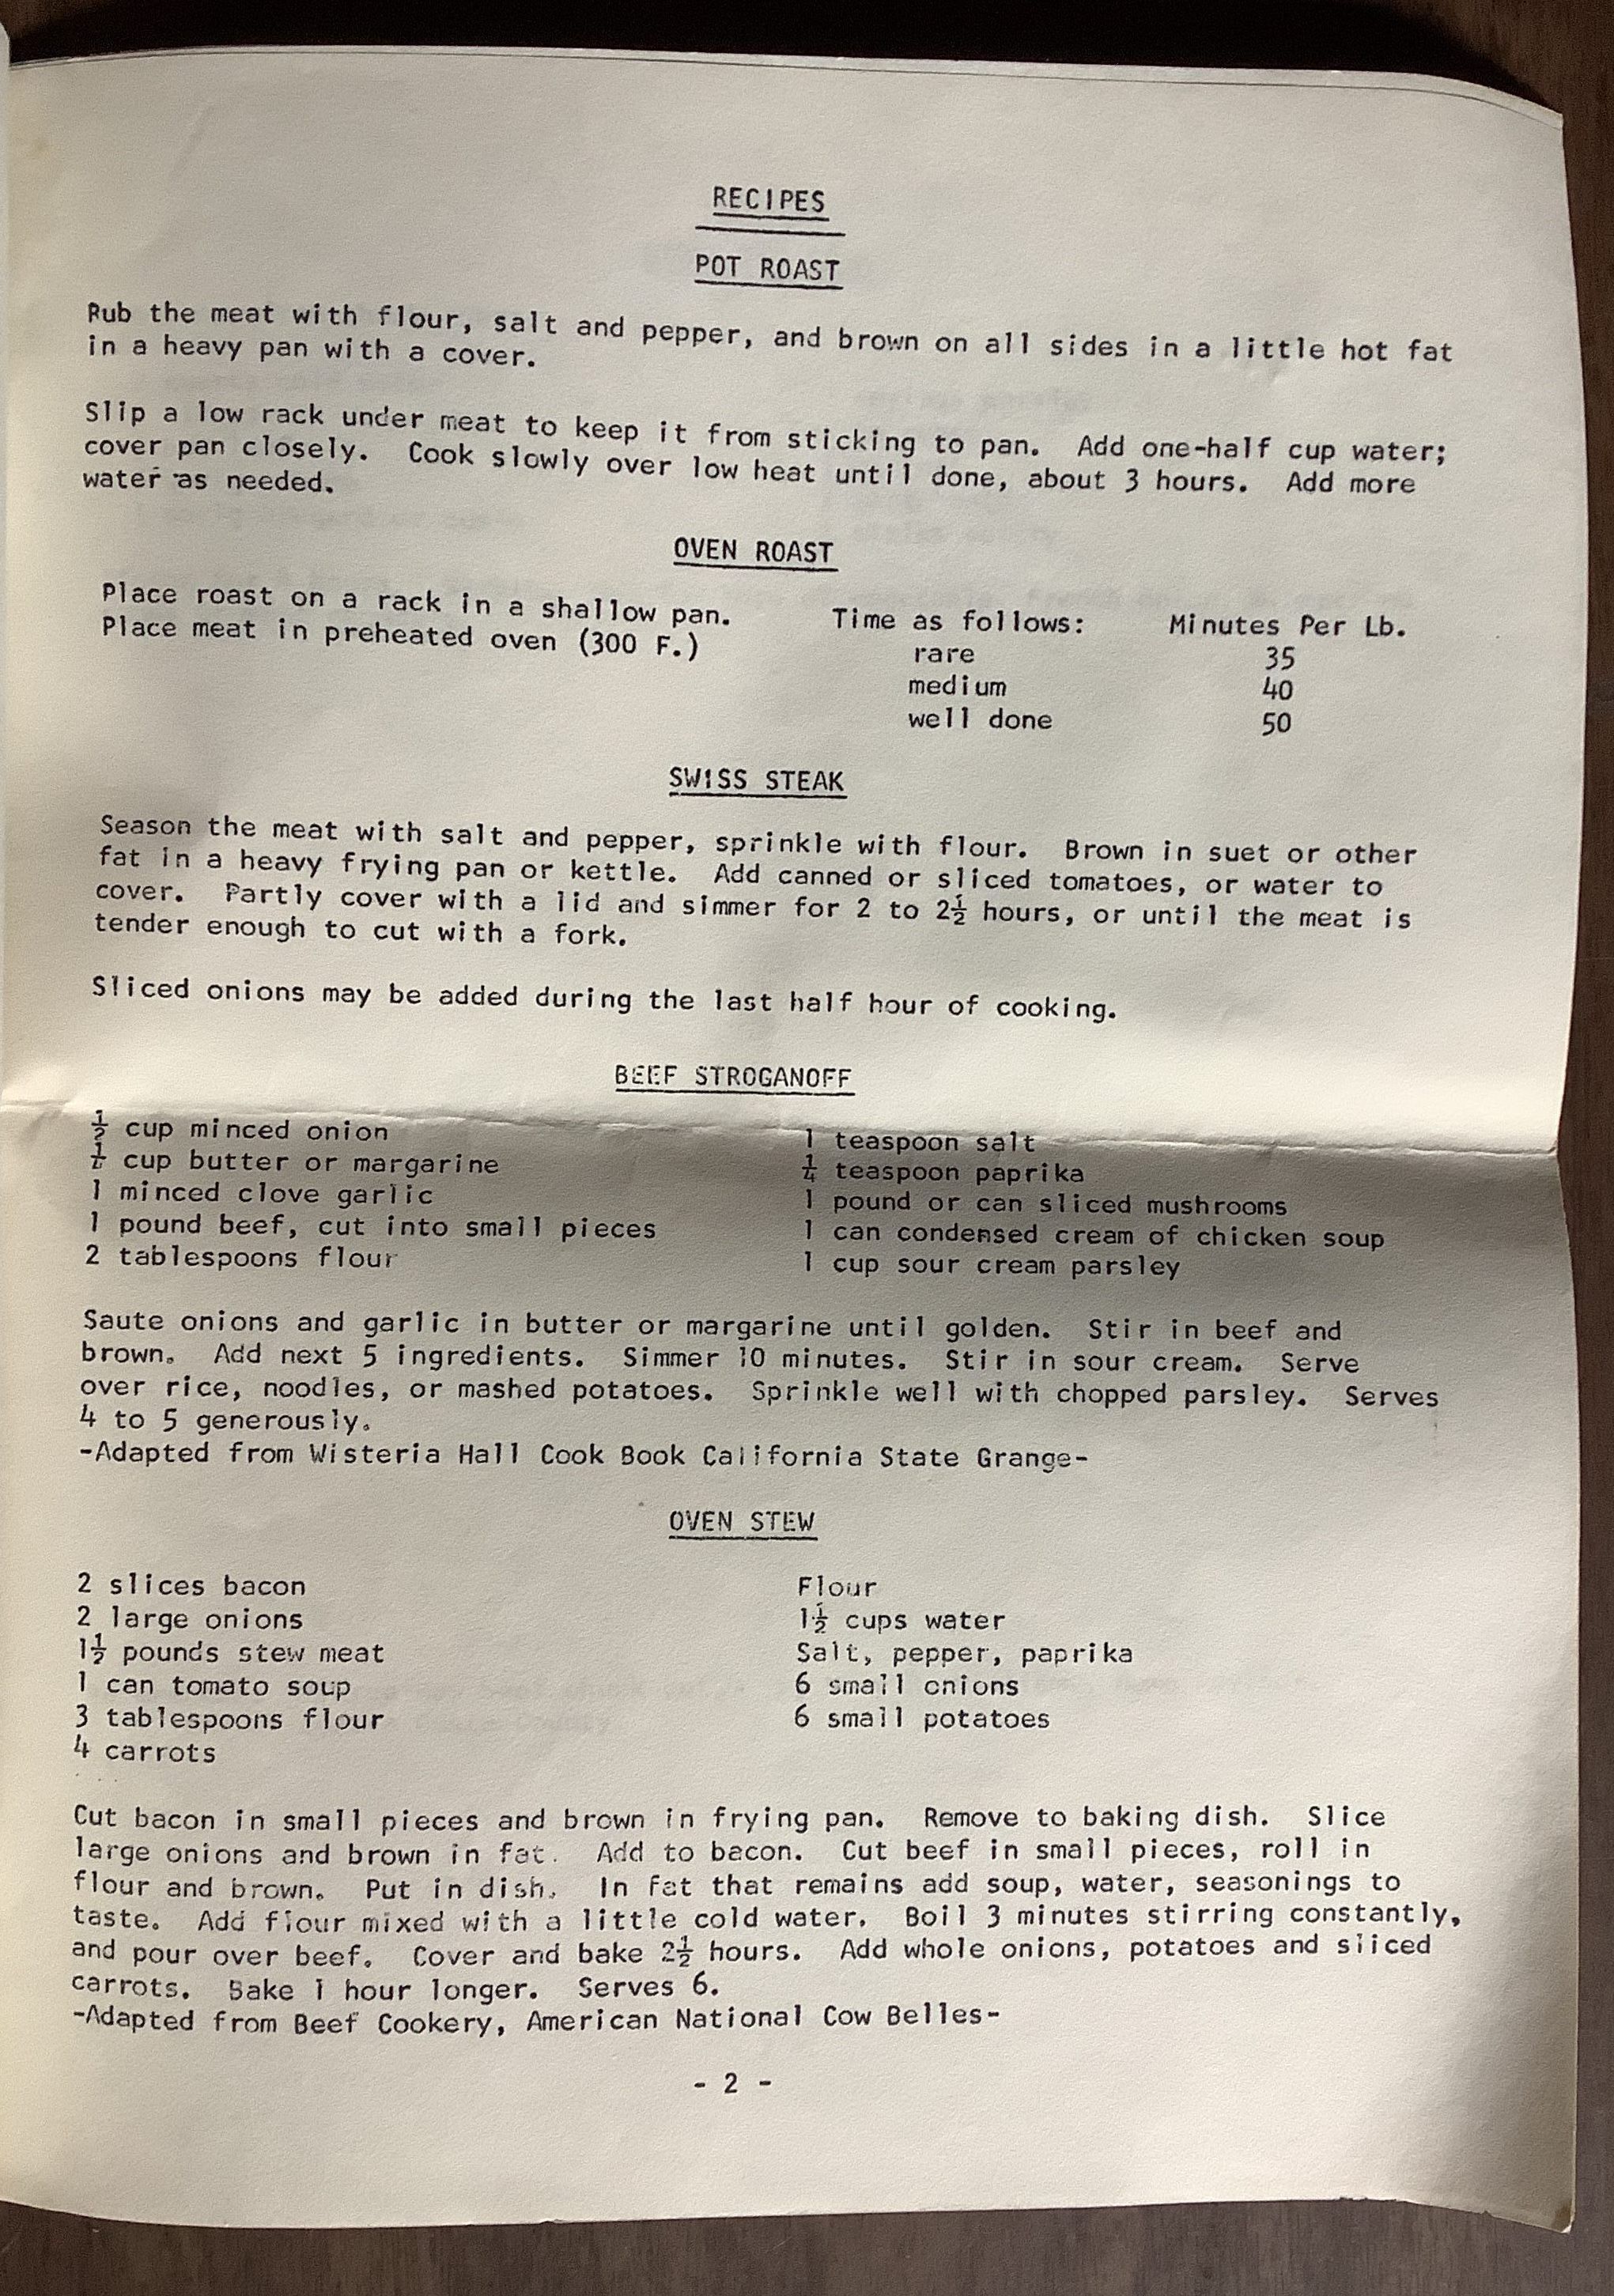 RECIPES
POT ROAST
Rub the meat with flour, salt and pepper, and brown on all sides in a little hot fat
in a heavy pan with a cover.
Slip a low rack under meat to keep it from sticking to pan. Add one-half cup water;
cover pan closely. Cook slowly over low heat until done, about 3 hours. Add more
water as needed.
OVEN ROAST
Place roast on a rack in a shallow pan.
Place meat in preheated oven (300 F.)
Time as follows: Minutes Per Lb.
rare 35
medium 40
well done 50
SWISS STEAK
Season the meat with salt and pepper, sprinkle with flour. Brown in suet or other
fat in a heavy frying pan or kettle. Add canned or sliced tomatoes, or water to
cover. Partly cover with a lid and simmer for 2 to 2½ hours, or until the meat is
tender enough to cut with a fork.
Sliced onions may be added during the last half hour of cooking.
BEEF STROGANOFF
½ cup minced onion
cup butter or margarine
1 minced clove garlic
1 pound beef, cut into small pieces
2 tablespoons flour
1 teaspoon salt
¼ teaspoon paprika
1 pound or can sliced mushrooms
1 can condensed cream of chicken soup
1 cup sour cream parsley
Saute onions and garlic in butter or margarine until golden. Stir in beef and
brown. Add next 5 ingredients. Simmer 10 minutes. Stir in sour cream. Serve
over rice, noodles, or mashed potatoes. Sprinkle well with chopped parsley. Serves
4 to 5 generously.
-Adapted from Wisteria Hall Cook Book California State Grange-
OVEN STEW
2 slices bacon
2 large onions
1½ pounds stew meat
1 can tomato soup
3 tablespoons flour
4 carrots
Flour
1½ cups water
Salt, pepper, paprika
6 small onions
6 small potatoes
Cut bacon in small pieces and brown in frying pan. Remove to baking dish. Slice
large onions and brown in fat. Add to bacon. Cut beef in small pieces, roll in
flour and brown. Put in dish. In fat that remains add soup, water, seasonings to
taste. Add flour mixed with a little cold water. Boil 3 minutes stirring constantly,
and pour over beef. Cover and bake 2½ hours. Add whole onions, potatoes and sliced
carrots. Bake 1 hour longer. Serves 6.
-Adapted from Beef Cookery, American National Cow Belles-
- 2 -